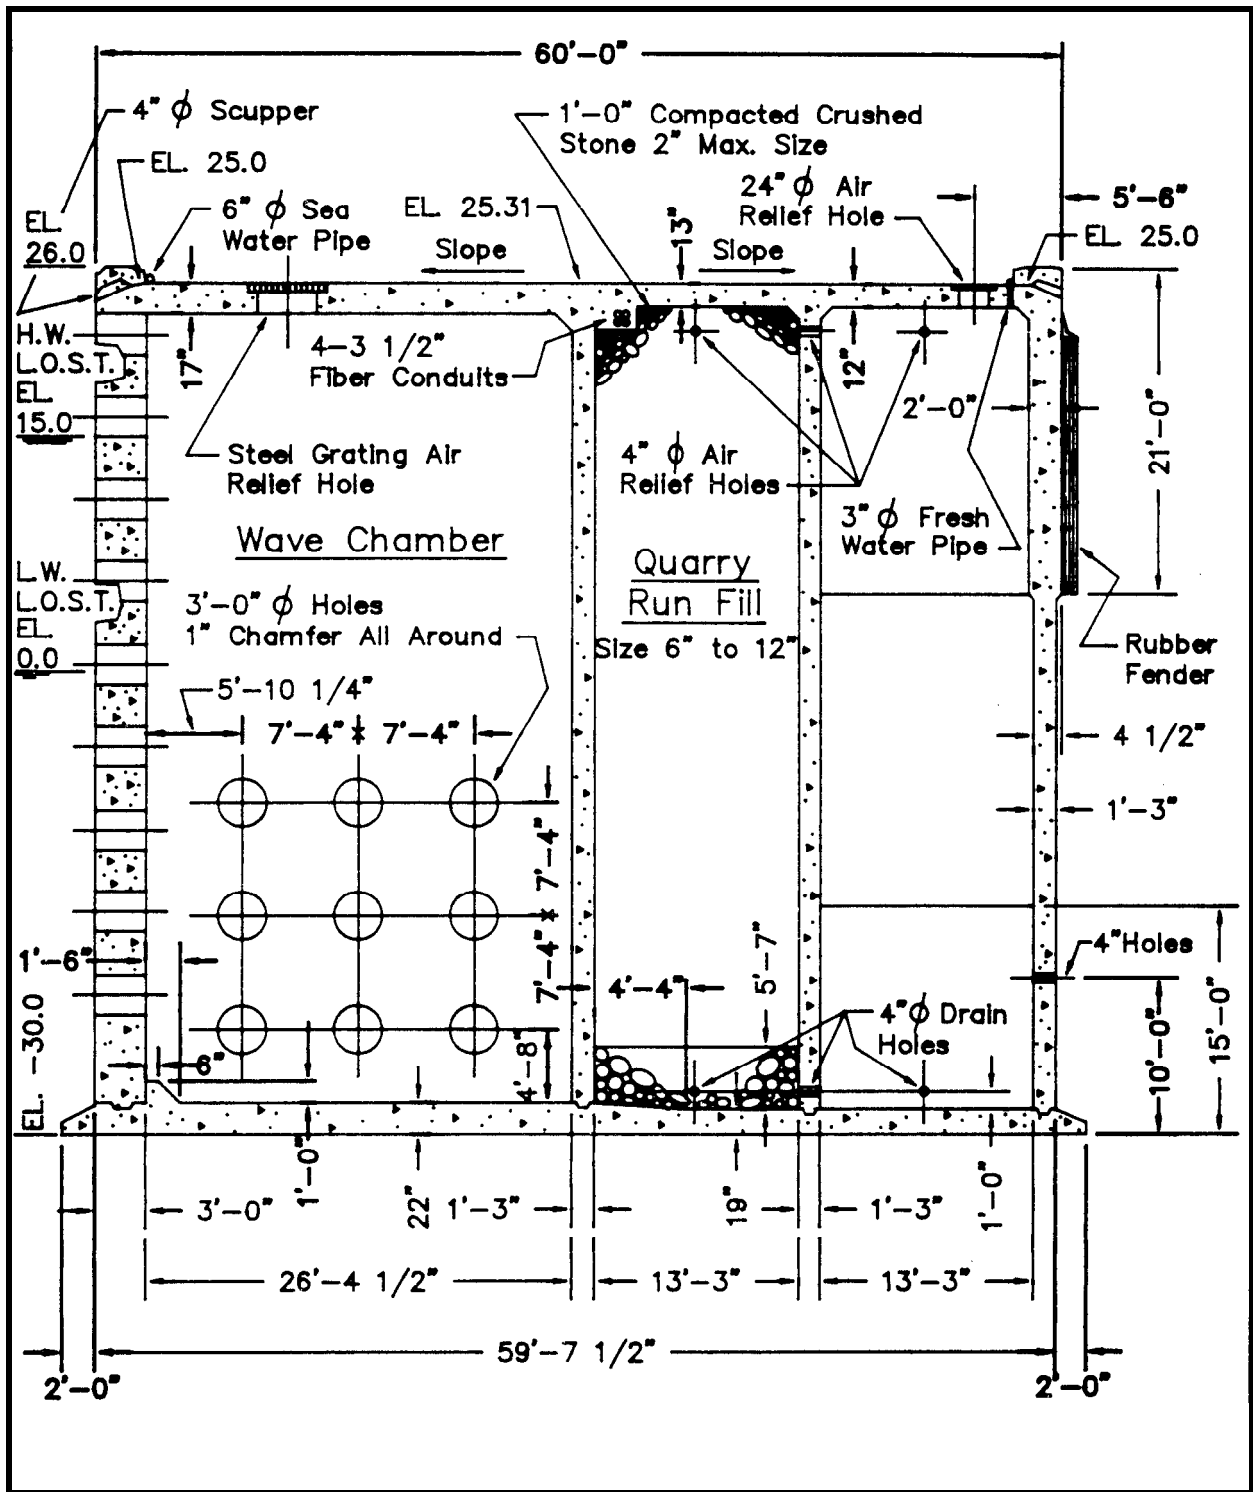 60'-0"
4" ϕ Scupper
1'-0" Compacted Crushed
Stone 2" Max. Size
EL. 25.0
24" ϕ Air
Relief Hole
5'-6"
6" ϕ Sea
Water Pipe
EL 25.31
13"
EL.
26.0
Slope
Slope
EL. 25.0
H.W.
L.O.S.T.
EL.
15.0
17"
4-3 1/2"
Fiber Conduits
12"
2'-0"
21'-0"
Steel Grating Air
Relief Hole
4" ϕ Air
Relief Holes
3" ϕ Fresh
Water Pipe
Wave Chamber
Quarry
Run Fill
Size 6" to 12"
L.W.
L.O.S.T.
EL.
0.0
3'-0" ϕ Holes
1" Chamfer All Around
Rubber
Fender
5'-10 1/4"
7'-4"
7'-4"
4 1/2"
1'-3"
7'-4"
7'-4"
1'-6"
4'-4"
5'-7"
4"Holes
EL. -30.0
4" ϕ Drain
Holes
10'-0"
15'-0"
6"
4'-8"
1'-0"
3'-0"
22"
1'-3"
19"
1'-3"
1'-0"
26'-4 1/2"
13'-3"
13'-3"
59'-7 1/2"
2'-0"
2'-0"